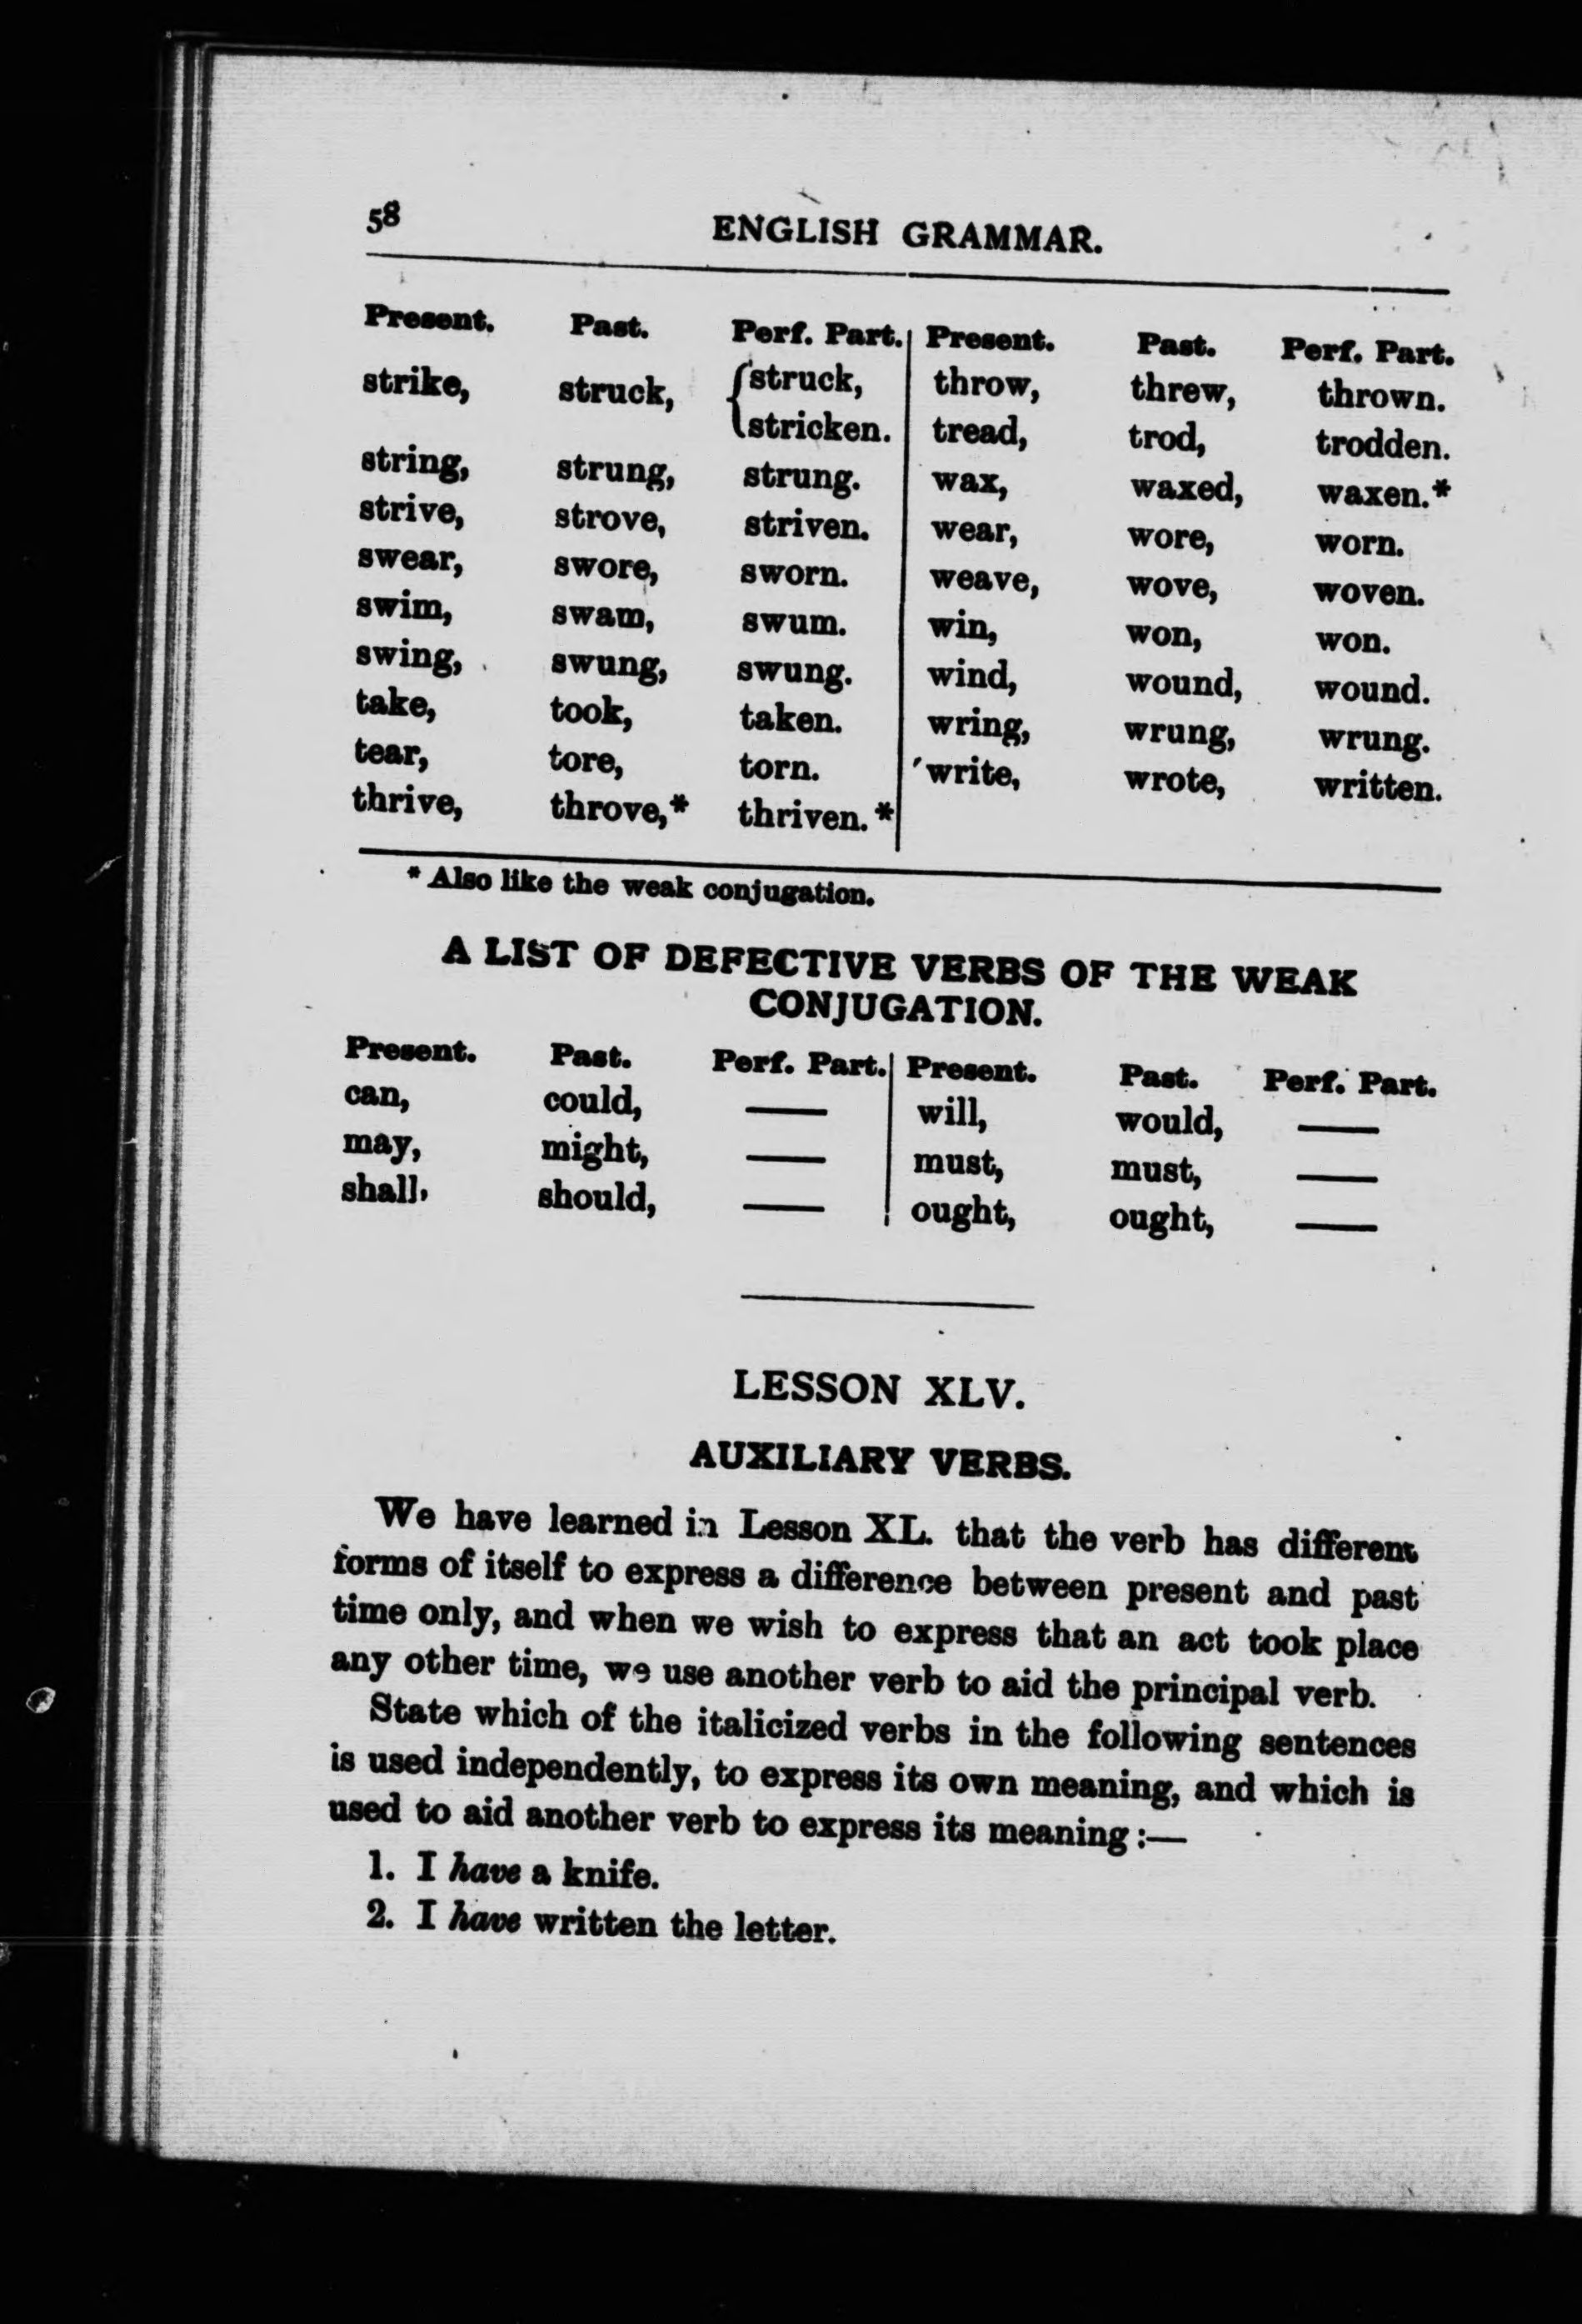 58 ENGLISH GRAMMAR.
Present. Past. Perf. Part. Present. Past. Perf. Part.
strike, struck, {struck, throw, threw, thrown.
stricken. tread, trod, trodden.
string, strung, strung. wax, waxed, waxen.*
strive, strove, striven. wear, wore, worn.
swear, swore, sworn. weave, wove, woven.
swim, swam, swum. win, won, won.
swing, swung, swung. wind, wound, wound.
take, took, taken. wring, wrung, wrung.
tear, tore, torn. write, wrote, written.
thrive, throve,* thriven.*
* Also like the weak conjugation.
A LIST OF DEFECTIVE VERBS OF THE WEAK
CONJUGATION.
Present. Past. Perf. Part. Present. Past. Perf. Part.
can, could, —— will, would, ——
may, might, —— must, must, ——
shall, should, —— ought, ought, ——
LESSON XLV.
AUXILIARY VERBS.
We have learned in Lesson XL. that the verb has different
forms of itself to express a difference between present and past
time only, and when we wish to express that an act took place
any other time, we use another verb to aid the principal verb.
State which of the italicized verbs in the following sentences
is used independently, to express its own meaning, and which is
used to aid another verb to express its meaning:—
1. I have a knife.
2. I have written the letter.